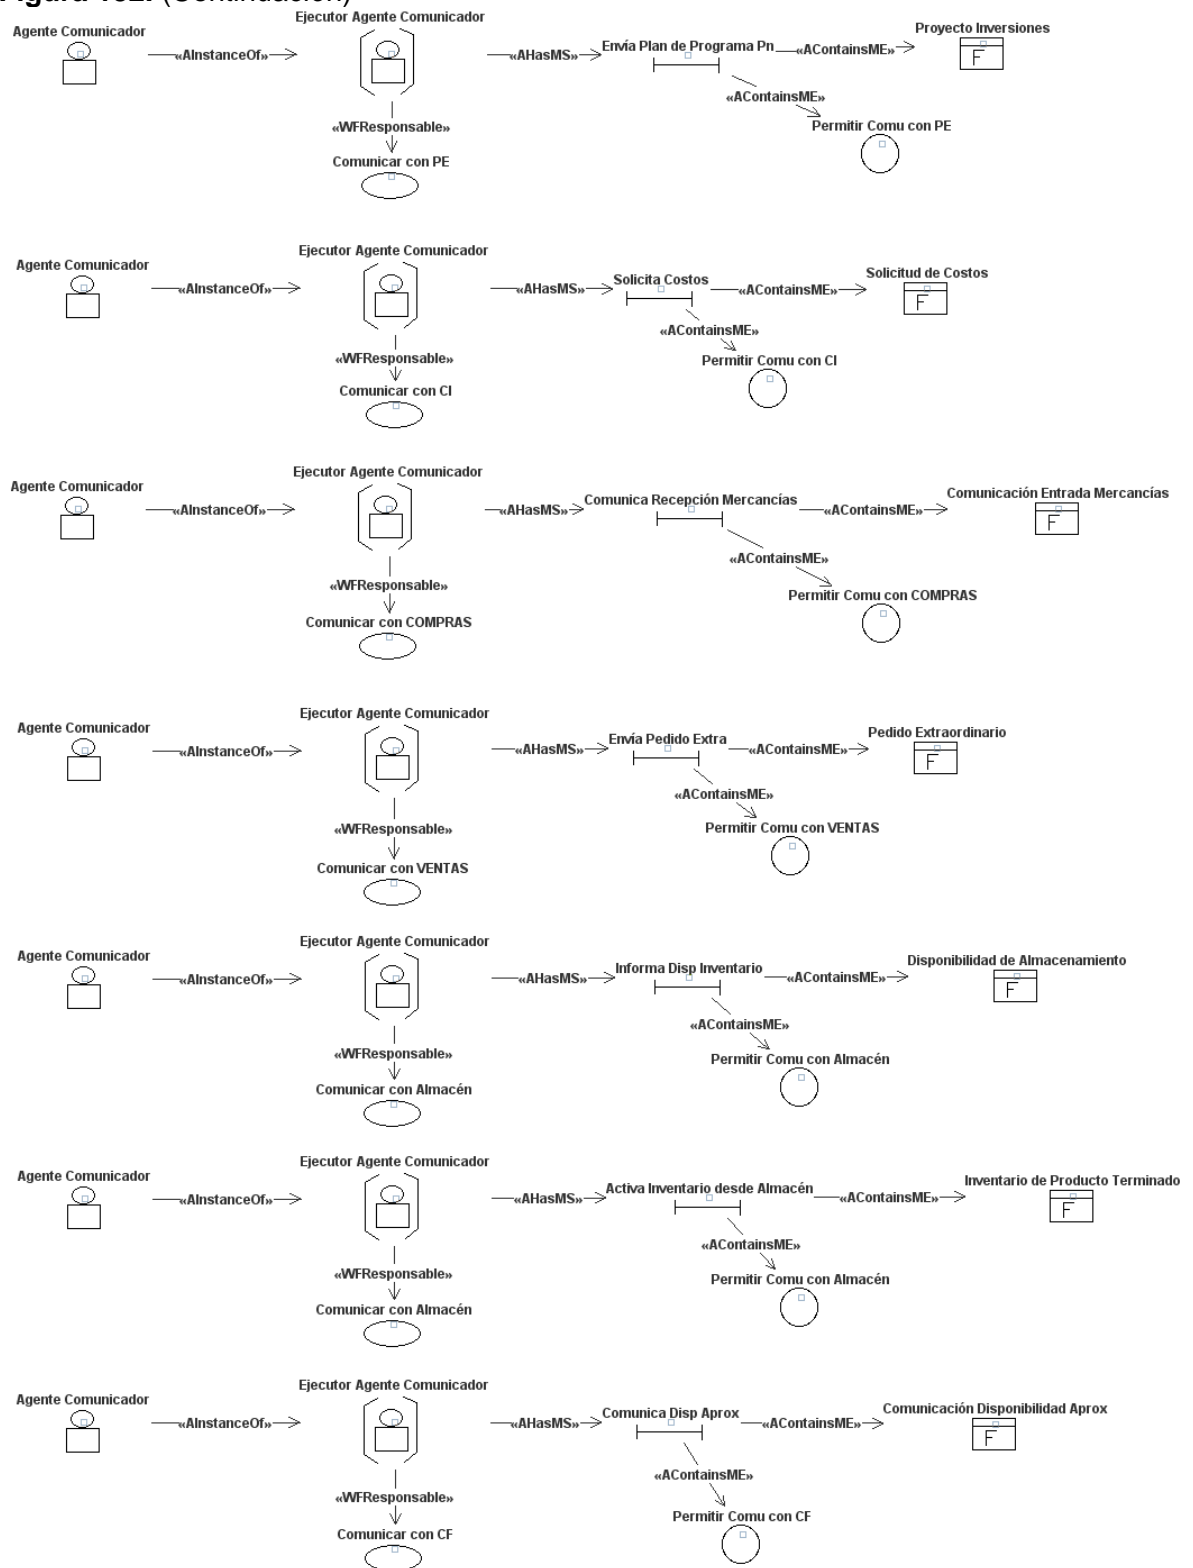 Ejecutor Agente Comunicador
Agente Comunicador
Proyecto Inversiones
«AInstanceOf»
«AHasMS»
Envía Plan de Programa Pn
«AContainsME»
F
«AContainsME»
«WFResponsable»
Permitir Comu con PE
Comunicar con PE
Ejecutor Agente Comunicador
Agente Comunicador
Solicitud de Costos
«AInstanceOf»
«AHasMS»
Solicita Costos
«AContainsME»
F
«AContainsME»
«WFResponsable»
Permitir Comu con CI
Comunicar con CI
Ejecutor Agente Comunicador
Agente Comunicador
Comunicación Entrada Mercancías
«AInstanceOf»
«AHasMS»
Comunica Recepción Mercancías
«AContainsME»
F
«AContainsME»
«WFResponsable»
Permitir Comu con COMPRAS
Comunicar con COMPRAS
Ejecutor Agente Comunicador
Agente Comunicador
Pedido Extraordinario
«AInstanceOf»
«AHasMS»
Envía Pedido Extra
«AContainsME»
F
«AContainsME»
«WFResponsable»
Permitir Comu con VENTAS
Comunicar con VENTAS
Ejecutor Agente Comunicador
Agente Comunicador
Disponibilidad de Almacenamiento
«AInstanceOf»
«AHasMS»
Informa Disp Inventario
«AContainsME»
F
«AContainsME»
«WFResponsable»
Permitir Comu con Almacén
Comunicar con Almacén
Ejecutor Agente Comunicador
Agente Comunicador
Inventario de Producto Terminado
«AInstanceOf»
«AHasMS»
Activa Inventario desde Almacén
«AContainsME»
F
«AContainsME»
«WFResponsable»
Permitir Comu con Almacén
Comunicar con Almacén
Ejecutor Agente Comunicador
Agente Comunicador
Comunicación Disponibilidad Aprox
«AInstanceOf»
«AHasMS»
Comunica Disp Aprox
«AContainsME»
F
«AContainsME»
«WFResponsable»
Permitir Comu con CF
Comunicar con CF